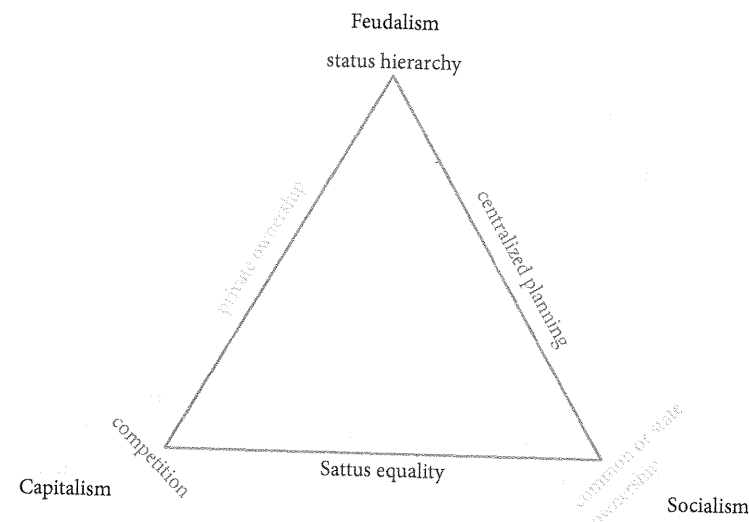 Feudalism
status hierarchy
private ownership
centralized planning
competition
Sattus equality
common or state
ownership
Capitalism
Socialism